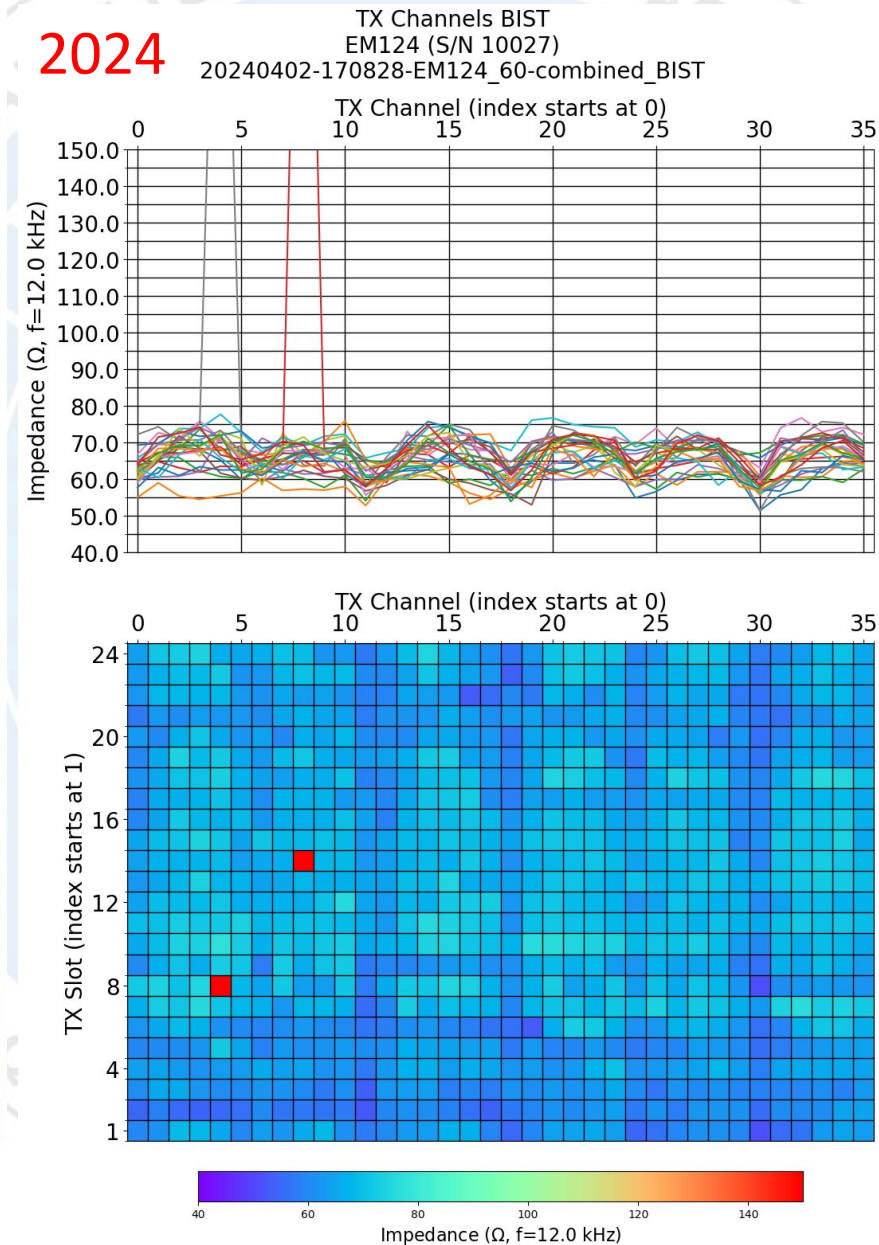 2024
TX Channels BIST
EM124 (S/N 10027)
20240402-170828-EM124_60-combined_BIST
TX Channel (index starts at 0)
0 5 10 15 20 25 30 35
Impedance (Ω, f=12.0 kHz)
150.0
140.0
130.0
120.0
110.0
100.0
90.0
80.0
70.0
60.0
50.0
40.0
TX Channel (index starts at 0)
0 5 10 15 20 25 30 35
TX Slot (index starts at 1)
24
20
16
12
8
4
1
40 60 80 100 120 140
Impedance (Ω, f=12.0 kHz)